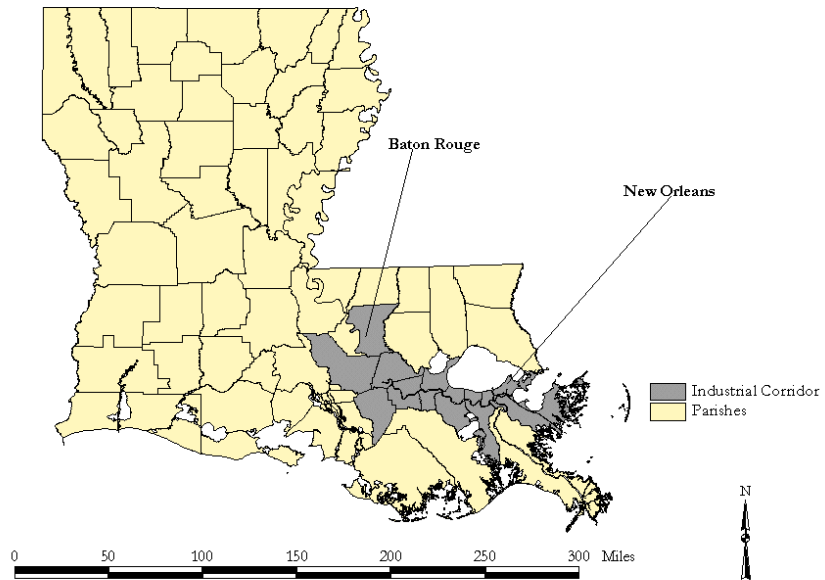 Baton Rouge
New Orleans
Industrial Corridor
Parishes
N
0 50 100 150 200 250 300 Miles